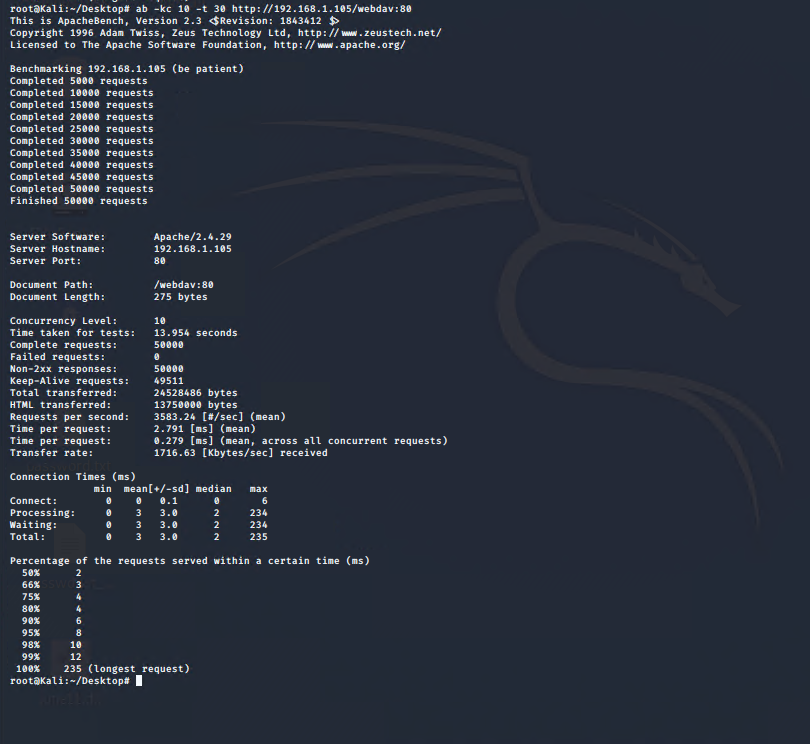 root@Kali:~/Desktop# ab -kc 10 -t 30 http://192.168.1.105/webdav:80
This is ApacheBench, Version 2.3 <$Revision: 1843412 $>
Copyright 1996 Adam Twiss, Zeus Technology Ltd, http://www.zeustech.net/
Licensed to The Apache Software Foundation, http://www.apache.org/

Benchmarking 192.168.1.105 (be patient)
Completed 5000 requests
Completed 10000 requests
Completed 15000 requests
Completed 20000 requests
Completed 25000 requests
Completed 30000 requests
Completed 35000 requests
Completed 40000 requests
Completed 45000 requests
Completed 50000 requests
Finished 50000 requests

Server Software:        Apache/2.4.29
Server Hostname:        192.168.1.105
Server Port:            80

Document Path:          /webdav:80
Document Length:        275 bytes

Concurrency Level:      10
Time taken for tests:   13.954 seconds
Complete requests:      50000
Failed requests:        0
Non-2xx responses:      50000
Keep-Alive requests:    49511
Total transferred:      24528486 bytes
HTML transferred:       13750000 bytes
Requests per second:    3583.24 [#/sec] (mean)
Time per request:       2.791 [ms] (mean)
Time per request:       0.279 [ms] (mean, across all concurrent requests)
Transfer rate:          1716.63 [Kbytes/sec] received

Connection Times (ms)
              min  mean[+/-sd] median   max
Connect:        0    0   0.1      0       6
Processing:     0    3   3.0      2     234
Waiting:        0    3   3.0      2     234
Total:          0    3   3.0      2     235

Percentage of the requests served within a certain time (ms)
  50%      2
  66%      3
  75%      4
  80%      4
  90%      6
  95%      8
  98%     10
  99%     12
 100%    235 (longest request)
root@Kali:~/Desktop#